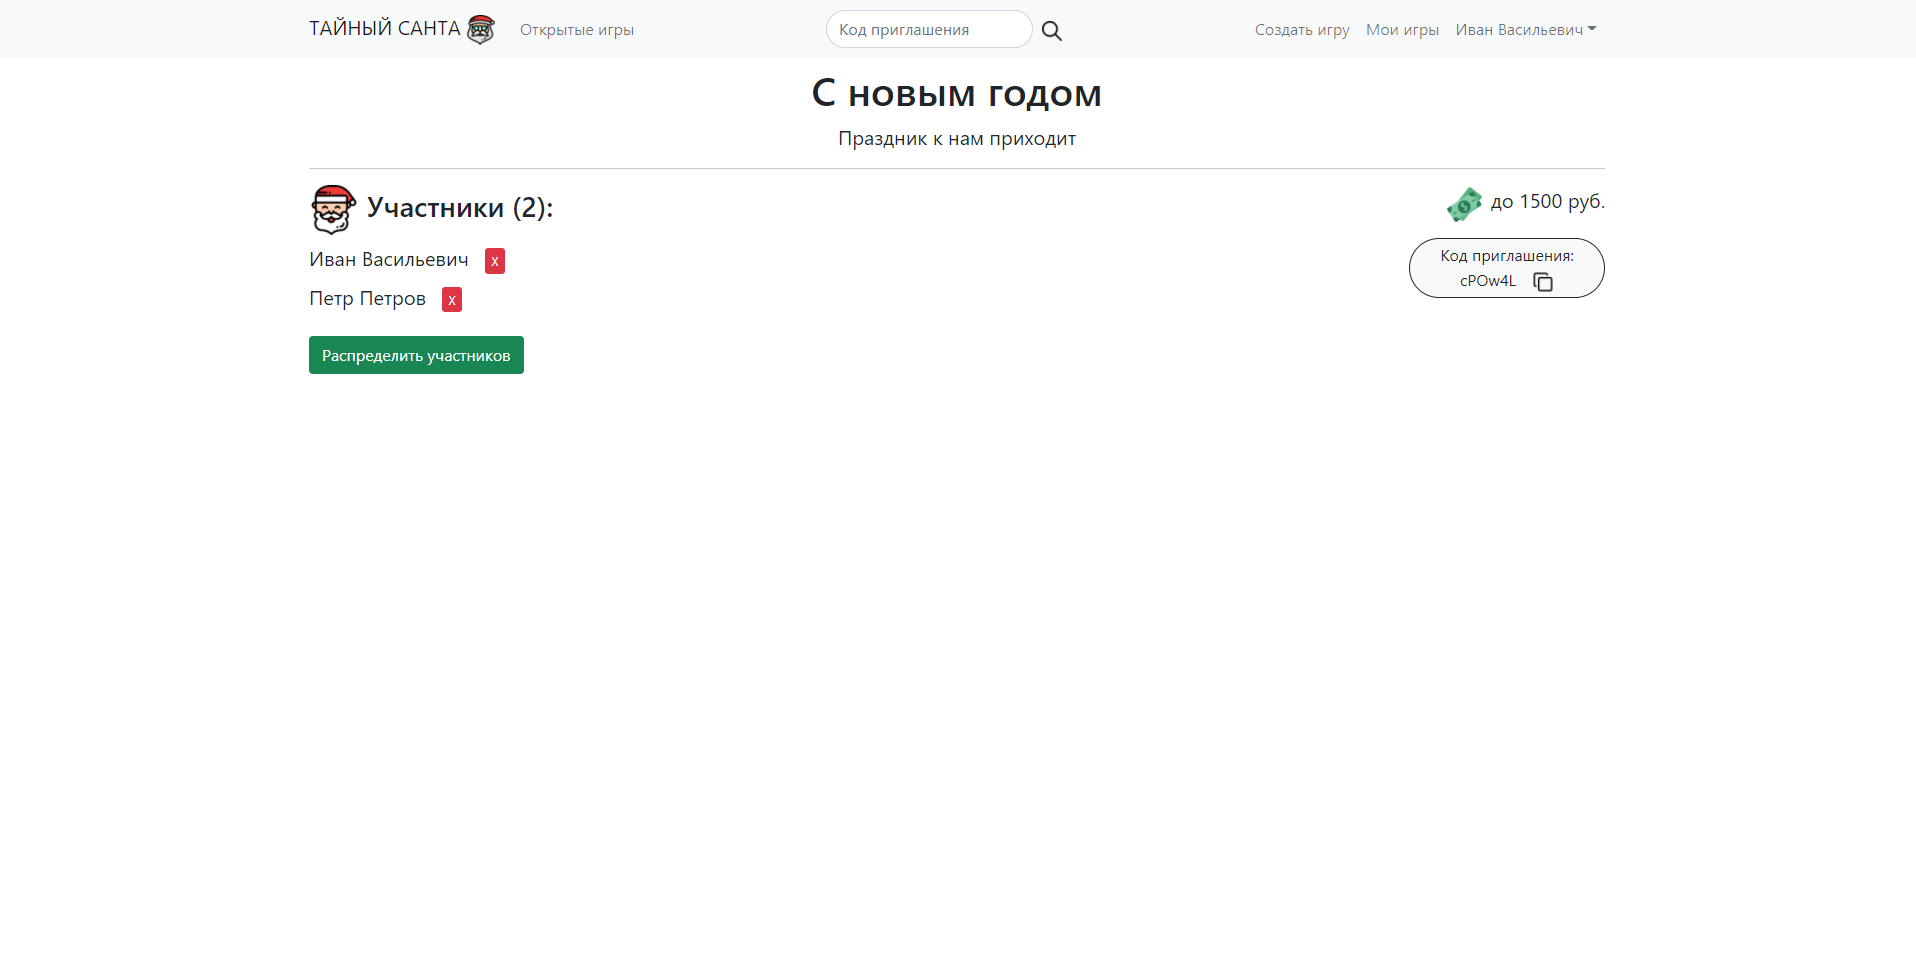 ТАЙНЫЙ САНТА Открытые игры Код приглашения Создать игру Мои игры Иван Васильевич
С новым годом
Праздник к нам приходит
Участники (2):
до 1500 руб.
Иван Васильевич x
Код приглашения:
cPOw4L
Петр Петров x
Распределить участников